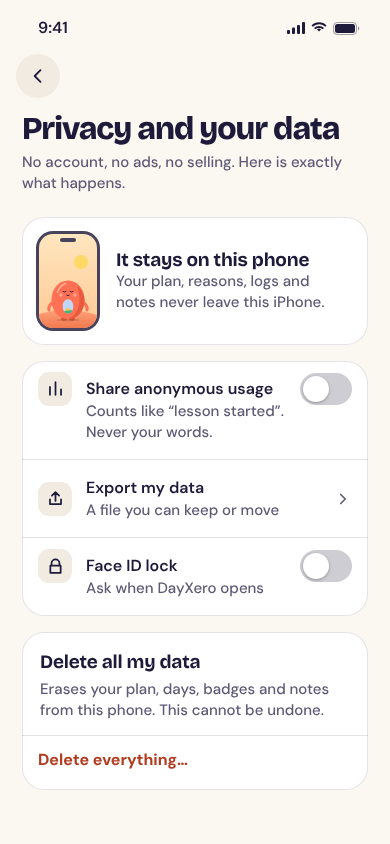 9:41
Privacy and your data
No account, no ads, no selling. Here is exactly
what happens.
It stays on this phone
Your plan, reasons, logs and
notes never leave this iPhone.
Share anonymous usage
Counts like “lesson started”.
Never your words.
Export my data
A file you can keep or move
Face ID lock
Ask when DayXero opens
Delete all my data
Erases your plan, days, badges and notes
from this phone. This cannot be undone.
Delete everything…